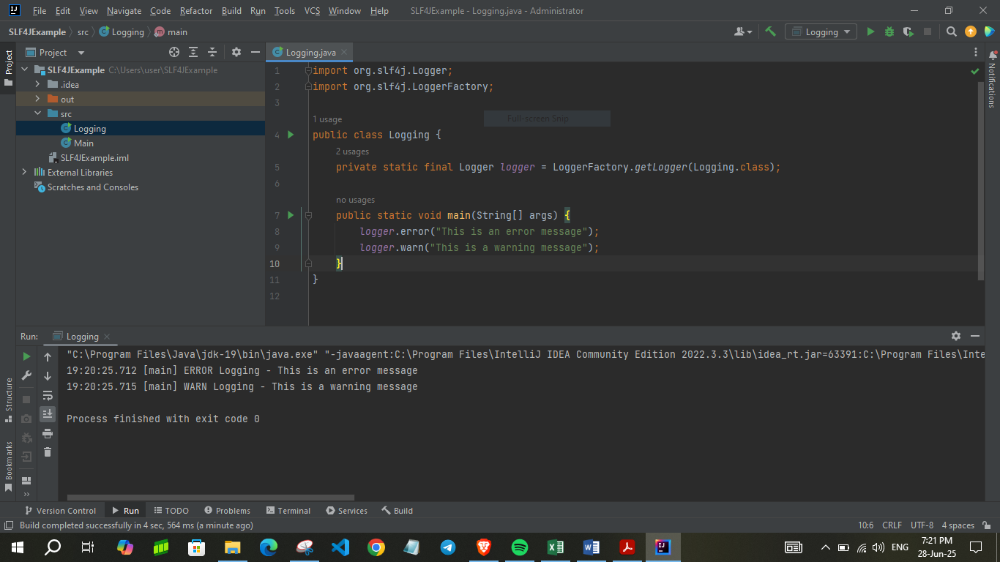 File Edit View Navigate Code Refactor Build Run Tools VCS Window Help SLF4JExample - Logging.java - Administrator
SLF4JExample src Logging main Logging
Project
Logging.java
Project
SLF4JExample C:\Users\user\SLF4JExample
.idea
out
src
Logging
Main
SLF4JExample.iml
External Libraries
Scratches and Consoles
1 import org.slf4j.Logger;
2 import org.slf4j.LoggerFactory;
3
1 usage
Full-screen Snip
4 public class Logging {
2 usages
5 private static final Logger logger = LoggerFactory.getLogger(Logging.class);
6
no usages
7 public static void main(String[] args) {
8 logger.error("This is an error message");
9 logger.warn("This is a warning message");
10 }
11 }
12
Notifications
Run: Logging
"C:\Program Files\Java\jdk-19\bin\java.exe" "-javaagent:C:\Program Files\IntelliJ IDEA Community Edition 2022.3.3\lib\idea_rt.jar=63391:C:\Program Files\Inte
19:20:25.712 [main] ERROR Logging - This is an error message
19:20:25.715 [main] WARN Logging - This is a warning message
Process finished with exit code 0
Structure
Bookmarks
Version Control Run TODO Problems Terminal Services Build
Build completed successfully in 4 sec, 564 ms (a minute ago) 10:6 CRLF UTF-8 4 spaces
ENG 7:21 PM
28-Jun-25